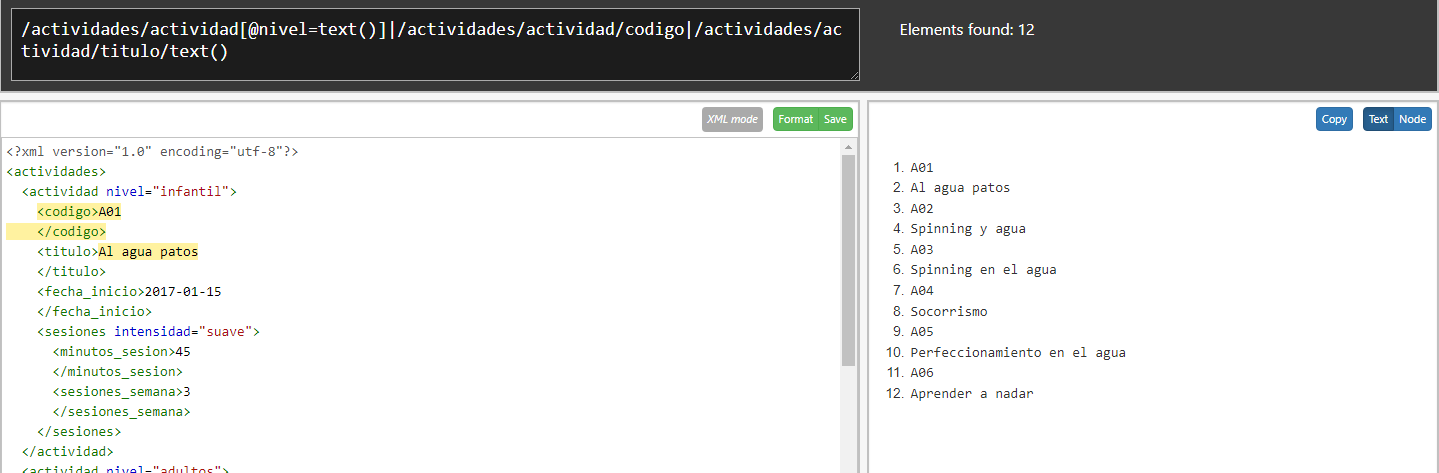 /actividades/actividad[@nivel=text()]|/actividades/actividad/codigo|/actividades/ac
tividad/titulo/text()
Elements found: 12
XML mode
Format
Save
Copy
Text
Node
<?xml version="1.0" encoding="utf-8"?>
<actividades>
<actividad nivel="infantil">
<codigo>A01
</codigo>
<titulo>Al agua patos
</titulo>
<fecha_inicio>2017-01-15
</fecha_inicio>
<sesiones intensidad="suave">
<minutos_sesion>45
</minutos_sesion>
<sesiones_semana>3
</sesiones_semana>
</sesiones>
</actividad>
<actividad nivel="adultos">
1. A01
2. Al agua patos
3. A02
4. Spinning y agua
5. A03
6. Spinning en el agua
7. A04
8. Socorrismo
9. A05
10. Perfeccionamiento en el agua
11. A06
12. Aprender a nadar